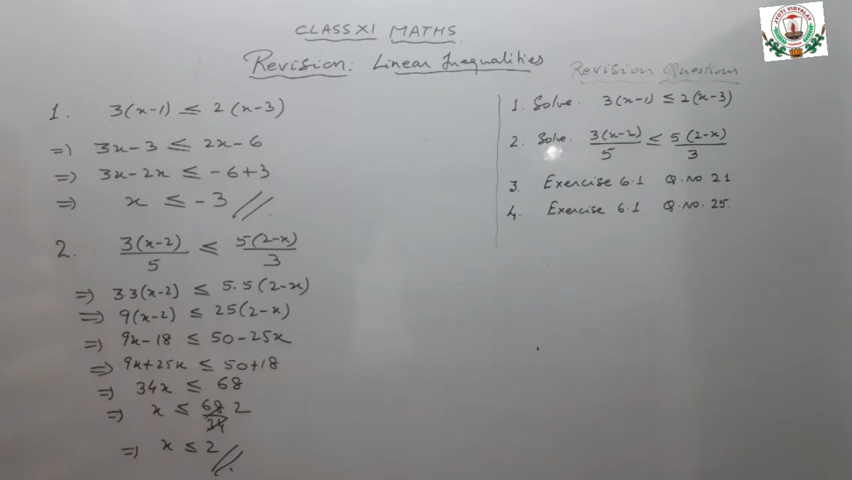 CLASS XI MATHS
Revision: Linear Inequalities
1. 3(x-1) ≤ 2(x-3)
=) 3x-3 ≤ 2x-6
=) 3x-2x ≤ -6+3
=) x ≤ -3 //
2. 3(x-2)/5 ≤ 5(2-x)/3
=) 3.3(x-2) ≤ 5.5(2-x)
=) 9(x-2) ≤ 25(2-x)
=) 9x-18 ≤ 50-25x
=) 9x+25x ≤ 50+18
=) 34x ≤ 68
=) x ≤ 68/34 2
=) x ≤ 2 //
Revision Questions
1. Solve. 3(x-1) ≤ 2(x-3)
2. Solve. 3(x-2)/5 ≤ 5(2-x)/3
3. Exercise 6.1 Q.no 21
4. Exercise 6.1 Q.no. 25.
JYOTI VIDYALAY